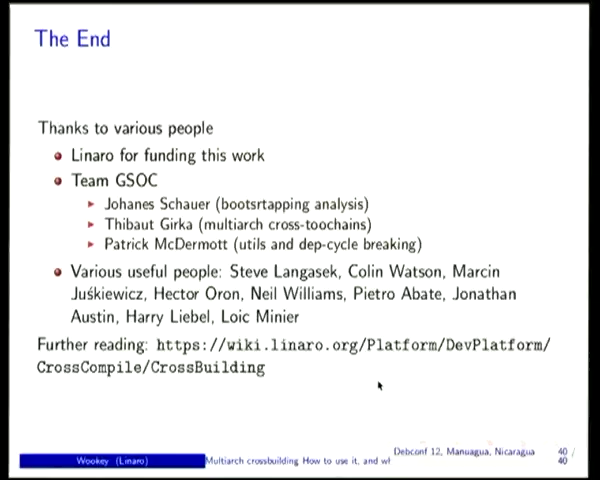 The End
Thanks to various people
Linaro for funding this work
Team GSOC
Johanes Schauer (bootsrtapping analysis)
Thibaut Girka (multiarch cross-toochains)
Patrick McDermott (utils and dep-cycle breaking)
Various useful people: Steve Langasek, Colin Watson, Marcin
Juśkiewicz, Hector Oron, Neil Williams, Pietro Abate, Jonathan
Austin, Harry Liebel, Loic Minier
Further reading: https://wiki.linaro.org/Platform/DevPlatform/
CrossCompile/CrossBuilding
Wookey (Linaro)
Multiarch crossbuilding How to use it, and wl
Debconf 12, Manuagua, Nicaragua
40 /
40